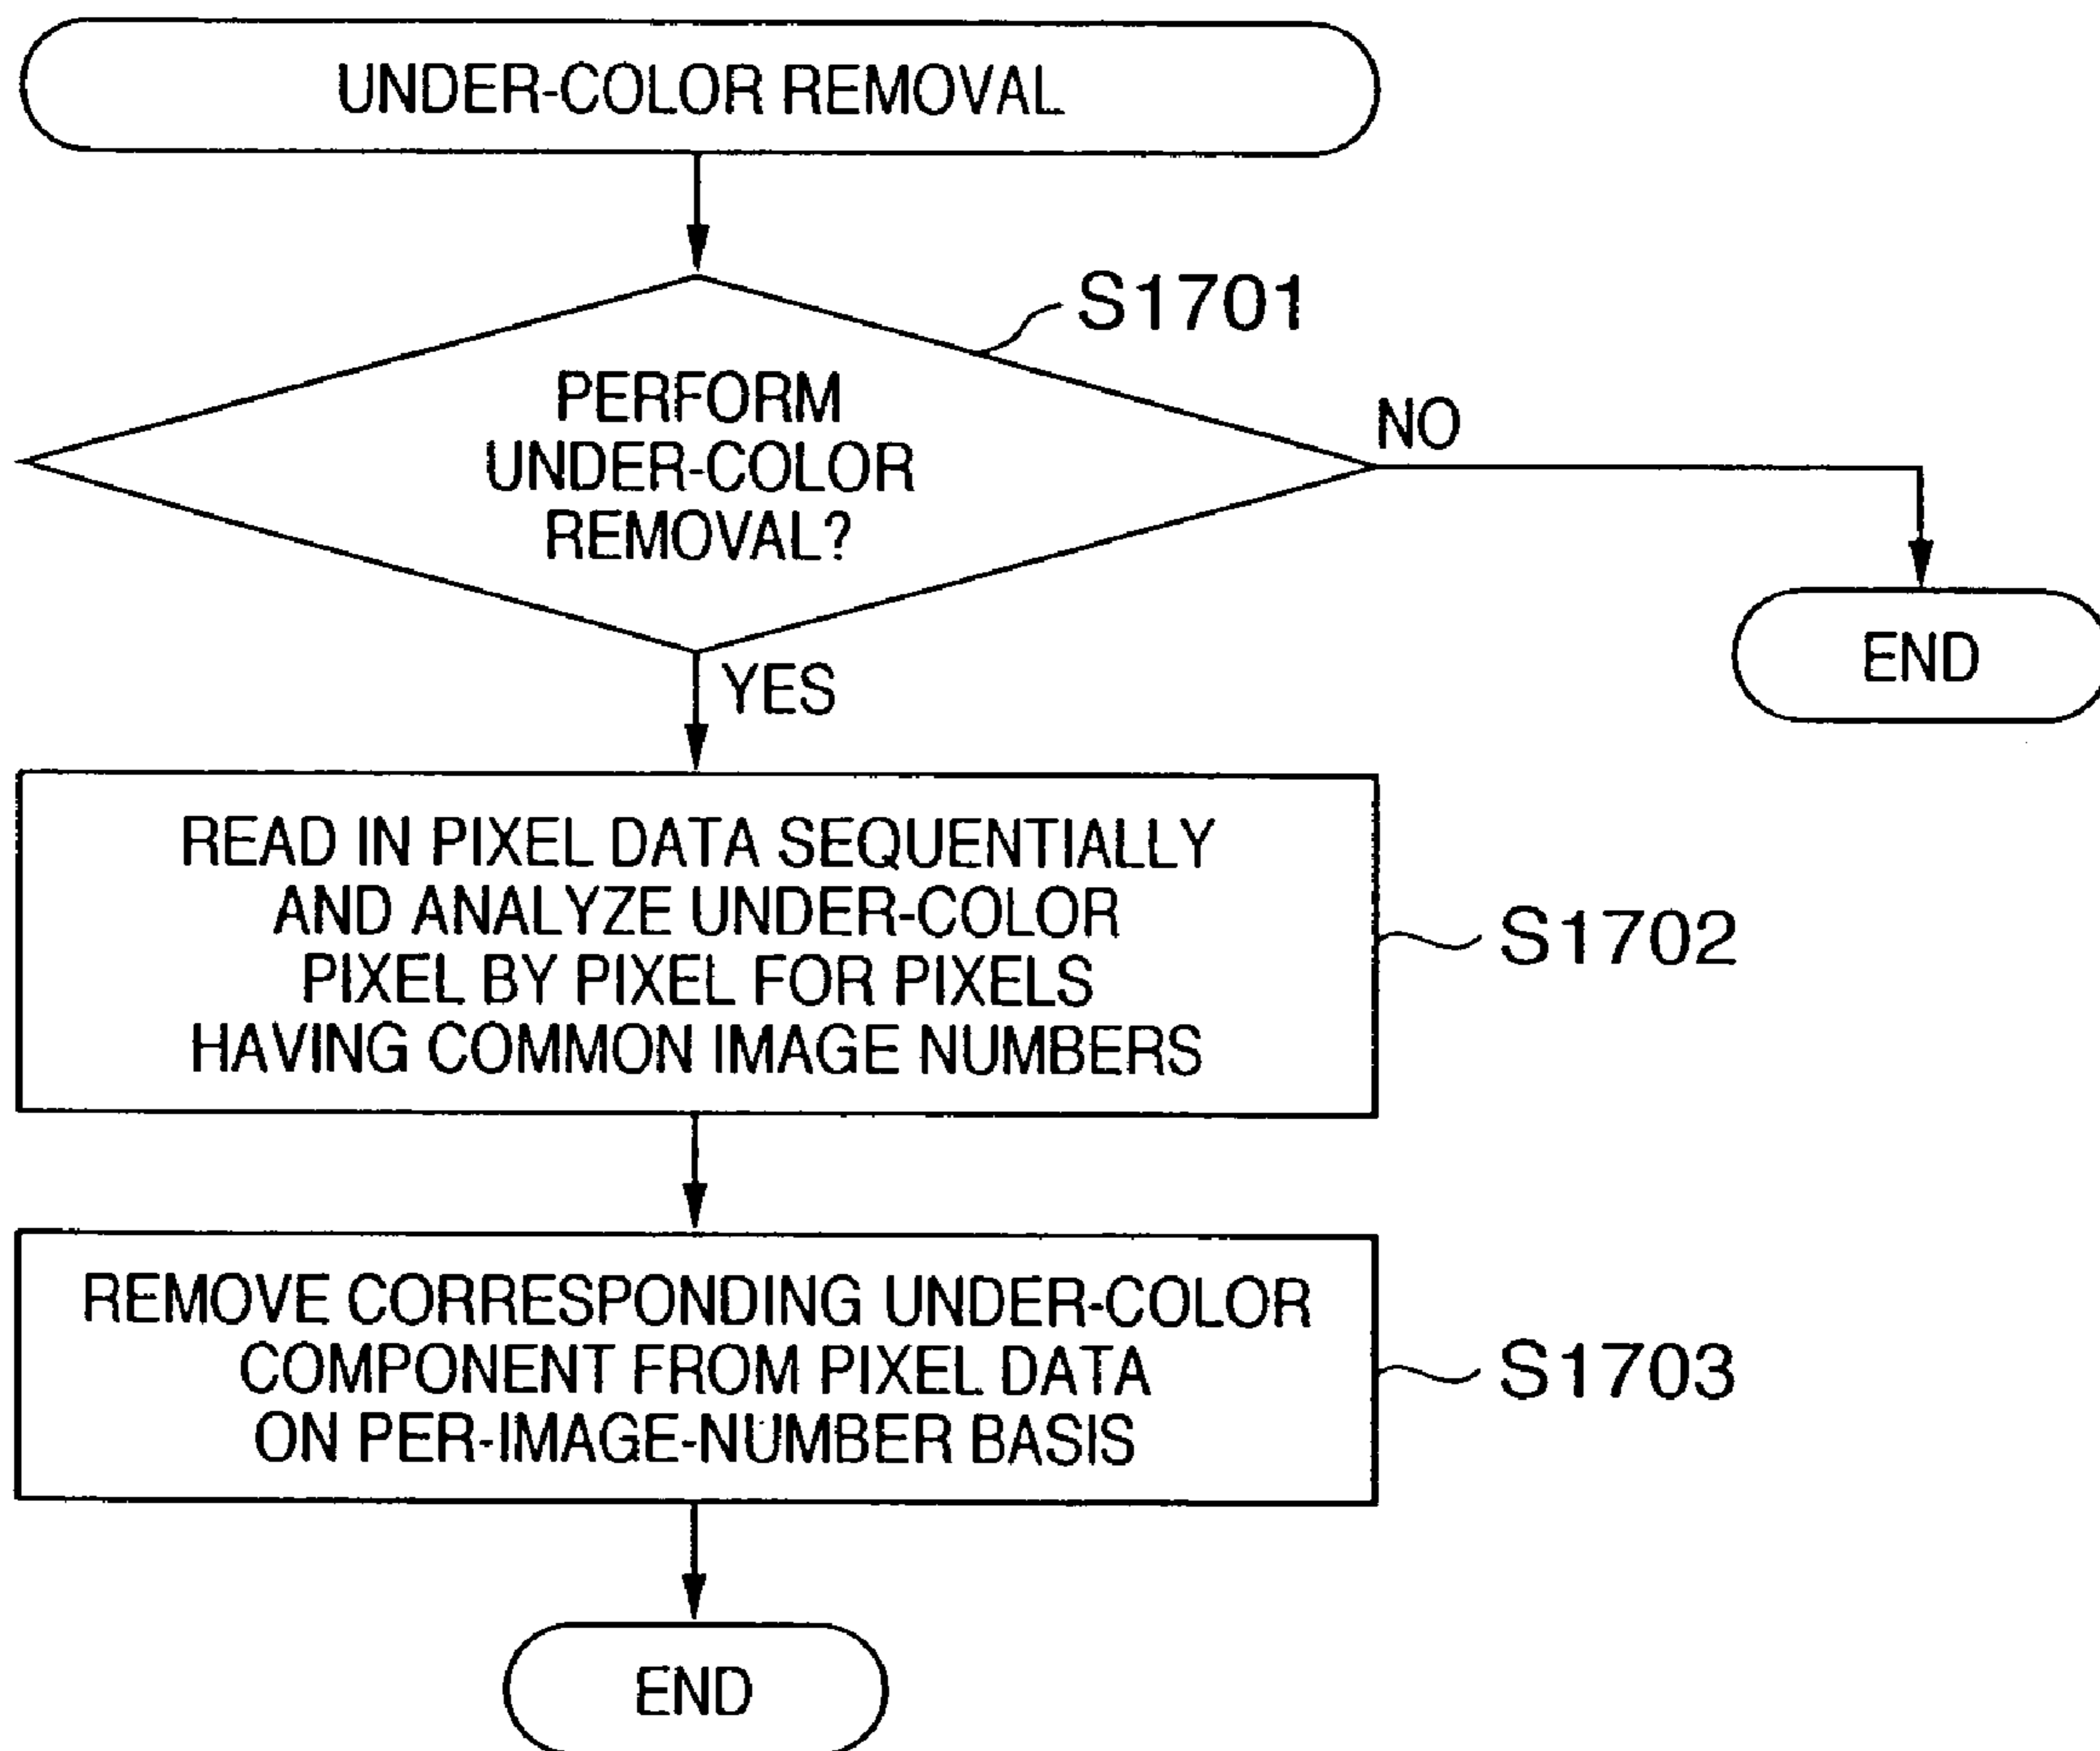 UNDER-COLOR REMOVAL
S1701
PERFORM
UNDER-COLOR
REMOVAL?
NO
END
YES
READ IN PIXEL DATA SEQUENTIALLY
AND ANALYZE UNDER-COLOR
PIXEL BY PIXEL FOR PIXELS
HAVING COMMON IMAGE NUMBERS
S1702
REMOVE CORRESPONDING UNDER-COLOR
COMPONENT FROM PIXEL DATA
ON PER-IMAGE-NUMBER BASIS
S1703
END